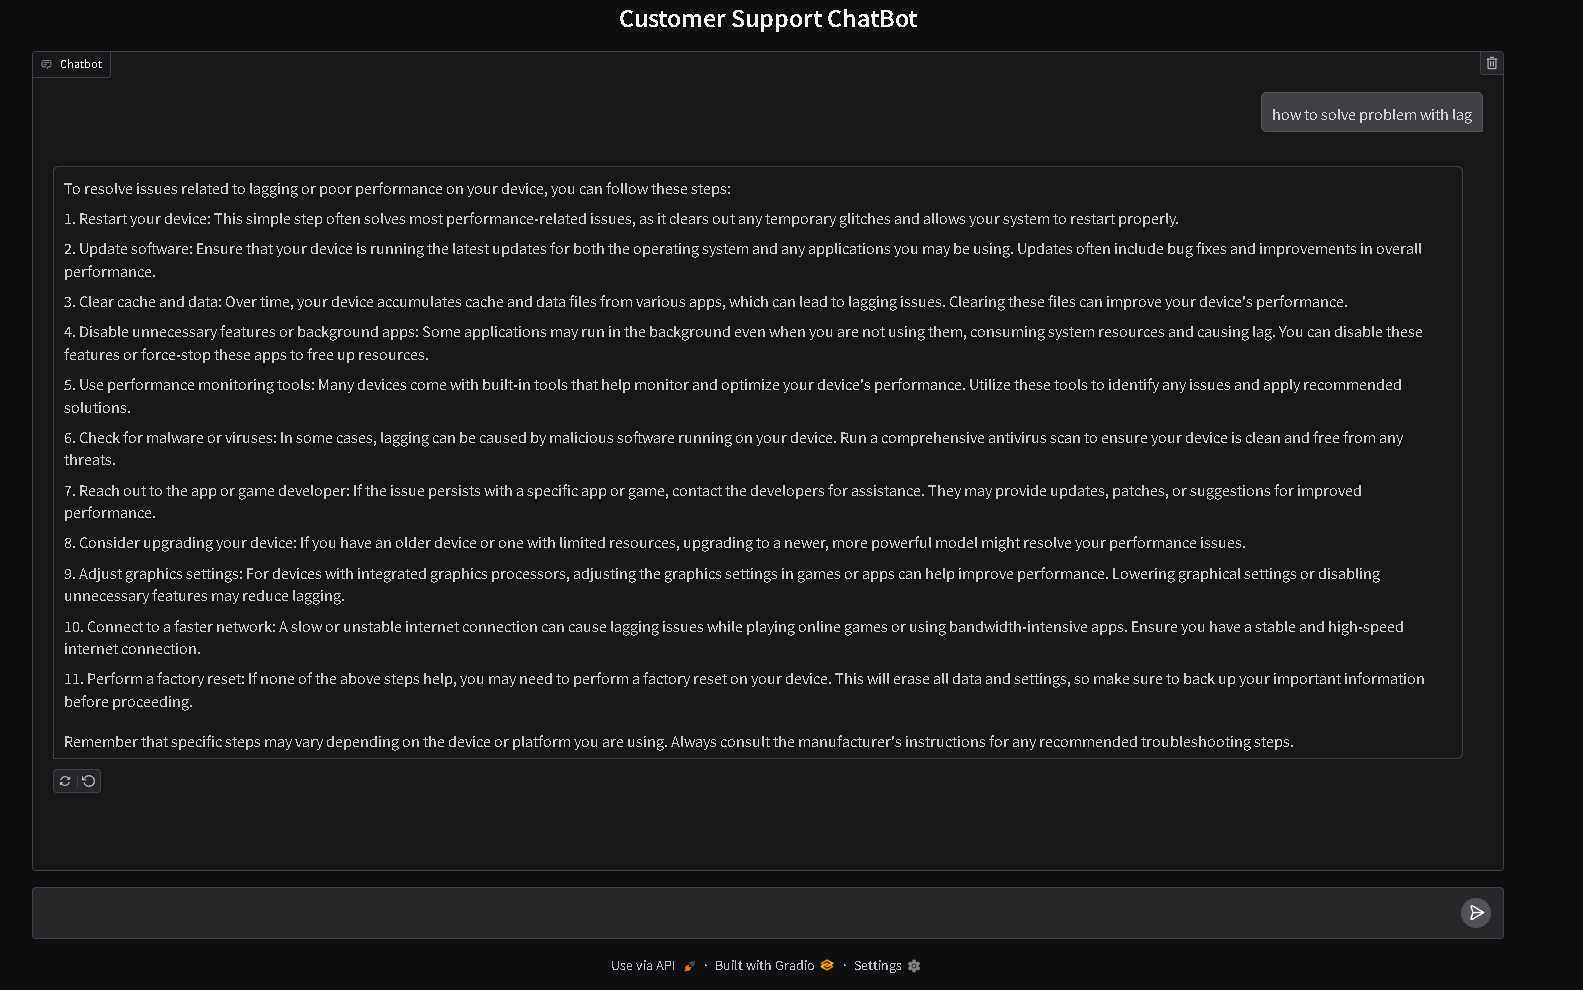 Customer Support ChatBot
Chatbot
how to solve problem with lag
To resolve issues related to lagging or poor performance on your device, you can follow these steps:
1. Restart your device: This simple step often solves most performance-related issues, as it clears out any temporary glitches and allows your system to restart properly.
2. Update software: Ensure that your device is running the latest updates for both the operating system and any applications you may be using. Updates often include bug fixes and improvements in overall
performance.
3. Clear cache and data: Over time, your device accumulates cache and data files from various apps, which can lead to lagging issues. Clearing these files can improve your device's performance.
4. Disable unnecessary features or background apps: Some applications may run in the background even when you are not using them, consuming system resources and causing lag. You can disable these
features or force-stop these apps to free up resources.
5. Use performance monitoring tools: Many devices come with built-in tools that help monitor and optimize your device's performance. Utilize these tools to identify any issues and apply recommended
solutions.
6. Check for malware or viruses: In some cases, lagging can be caused by malicious software running on your device. Run a comprehensive antivirus scan to ensure your device is clean and free from any
threats.
7. Reach out to the app or game developer: If the issue persists with a specific app or game, contact the developers for assistance. They may provide updates, patches, or suggestions for improved
performance.
8. Consider upgrading your device: If you have an older device or one with limited resources, upgrading to a newer, more powerful model might resolve your performance issues.
9. Adjust graphics settings: For devices with integrated graphics processors, adjusting the graphics settings in games or apps can help improve performance. Lowering graphical settings or disabling
unnecessary features may reduce lagging.
10. Connect to a faster network: A slow or unstable internet connection can cause lagging issues while playing online games or using bandwidth-intensive apps. Ensure you have a stable and high-speed
internet connection.
11. Perform a factory reset: If none of the above steps help, you may need to perform a factory reset on your device. This will erase all data and settings, so make sure to back up your important information
before proceeding.
Remember that specific steps may vary depending on the device or platform you are using. Always consult the manufacturer's instructions for any recommended troubleshooting steps.
Use via API · Built with Gradio · Settings